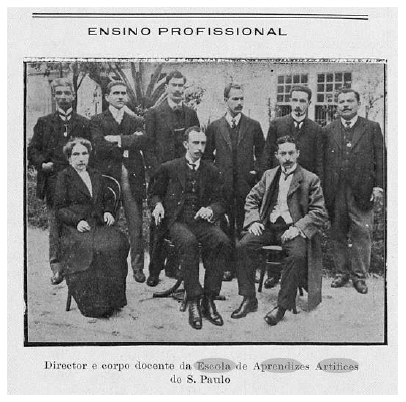 ENSINO PROFISSIONAL
Director e corpo docente da Escola de Aprendizes Artifices
de S. Paulo